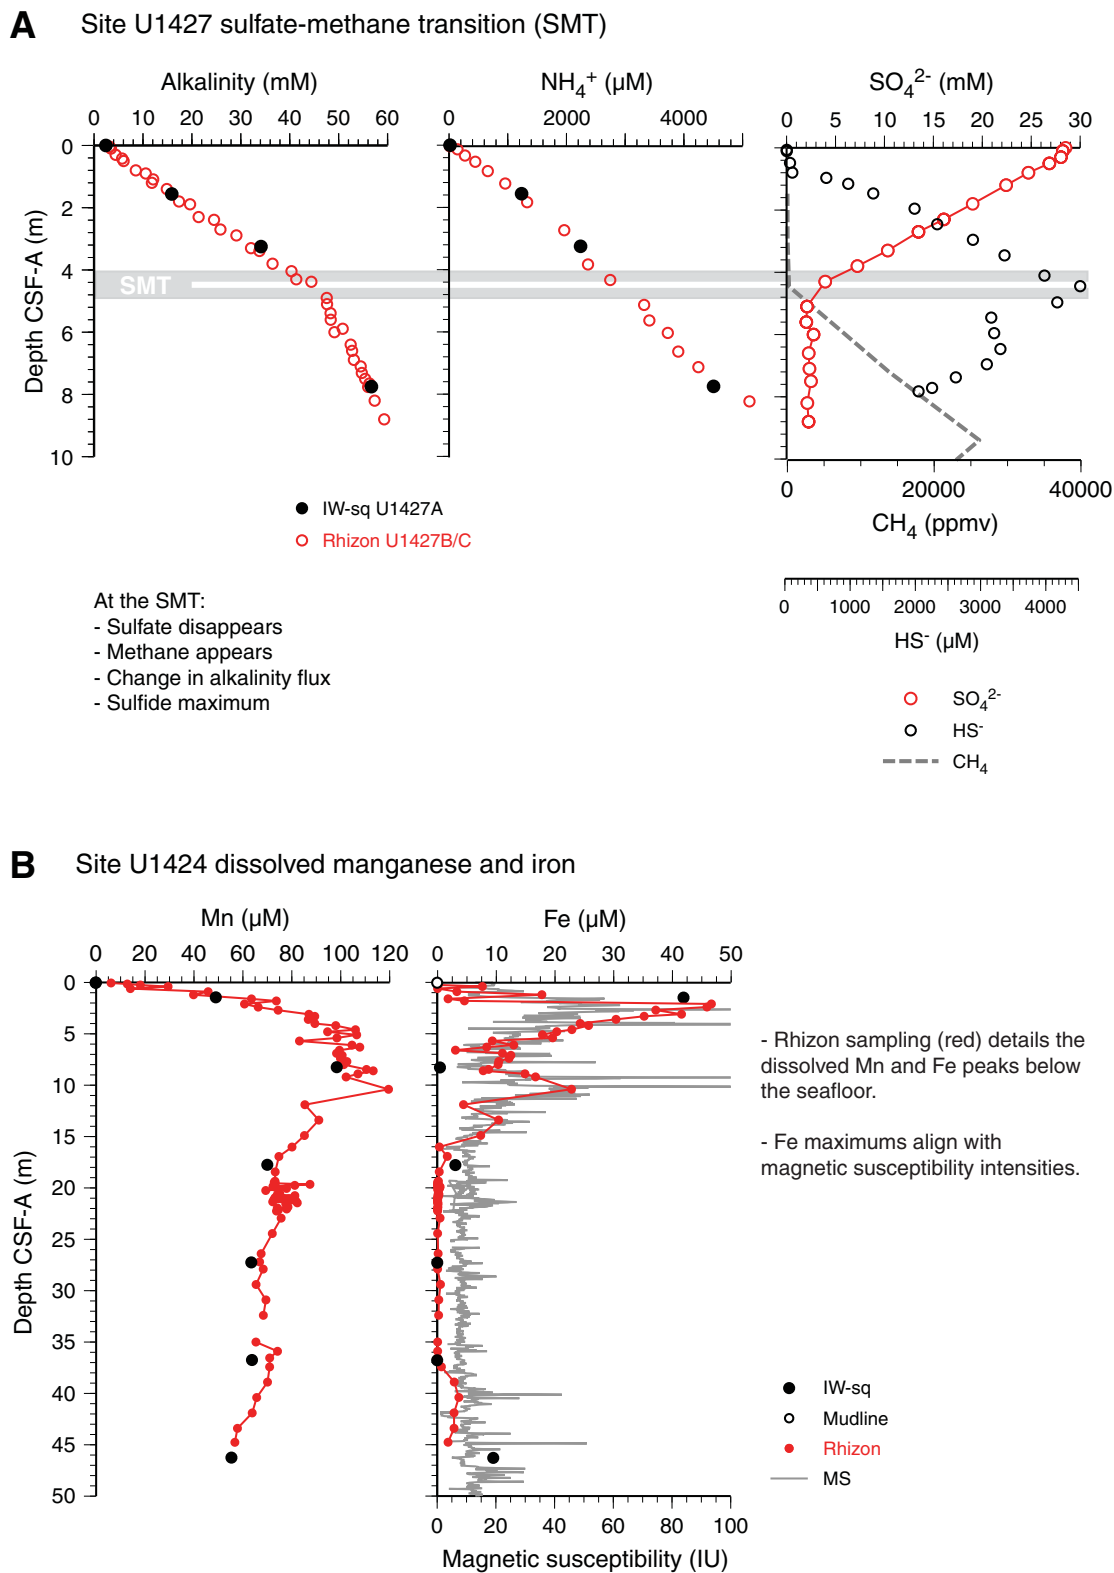 A Site U1427 sulfate-methane transition (SMT)
Alkalinity (mM)
0 10 20 30 40 50 60
NH4+ (µM)
0 2000 4000
SO42- (mM)
0 5 10 15 20 25 30
Depth CSF-A (m)
0
2
4
6
8
10
SMT
0 20000 40000
CH4 (ppmv)
IW-sq U1427A
Rhizon U1427B/C
0 1000 2000 3000 4000
HS- (µM)
At the SMT:
- Sulfate disappears
- Methane appears
- Change in alkalinity flux
- Sulfide maximum
SO42-
HS-
CH4
B Site U1424 dissolved manganese and iron
Mn (µM)
0 20 40 60 80 100 120
Fe (µM)
0 10 20 30 40 50
Depth CSF-A (m)
0
5
10
15
20
25
30
35
40
45
50
- Rhizon sampling (red) details the
dissolved Mn and Fe peaks below
the seafloor.
- Fe maximums align with
magnetic susceptibility intensities.
IW-sq
Mudline
Rhizon
MS
0 20 40 60 80 100
Magnetic susceptibility (IU)